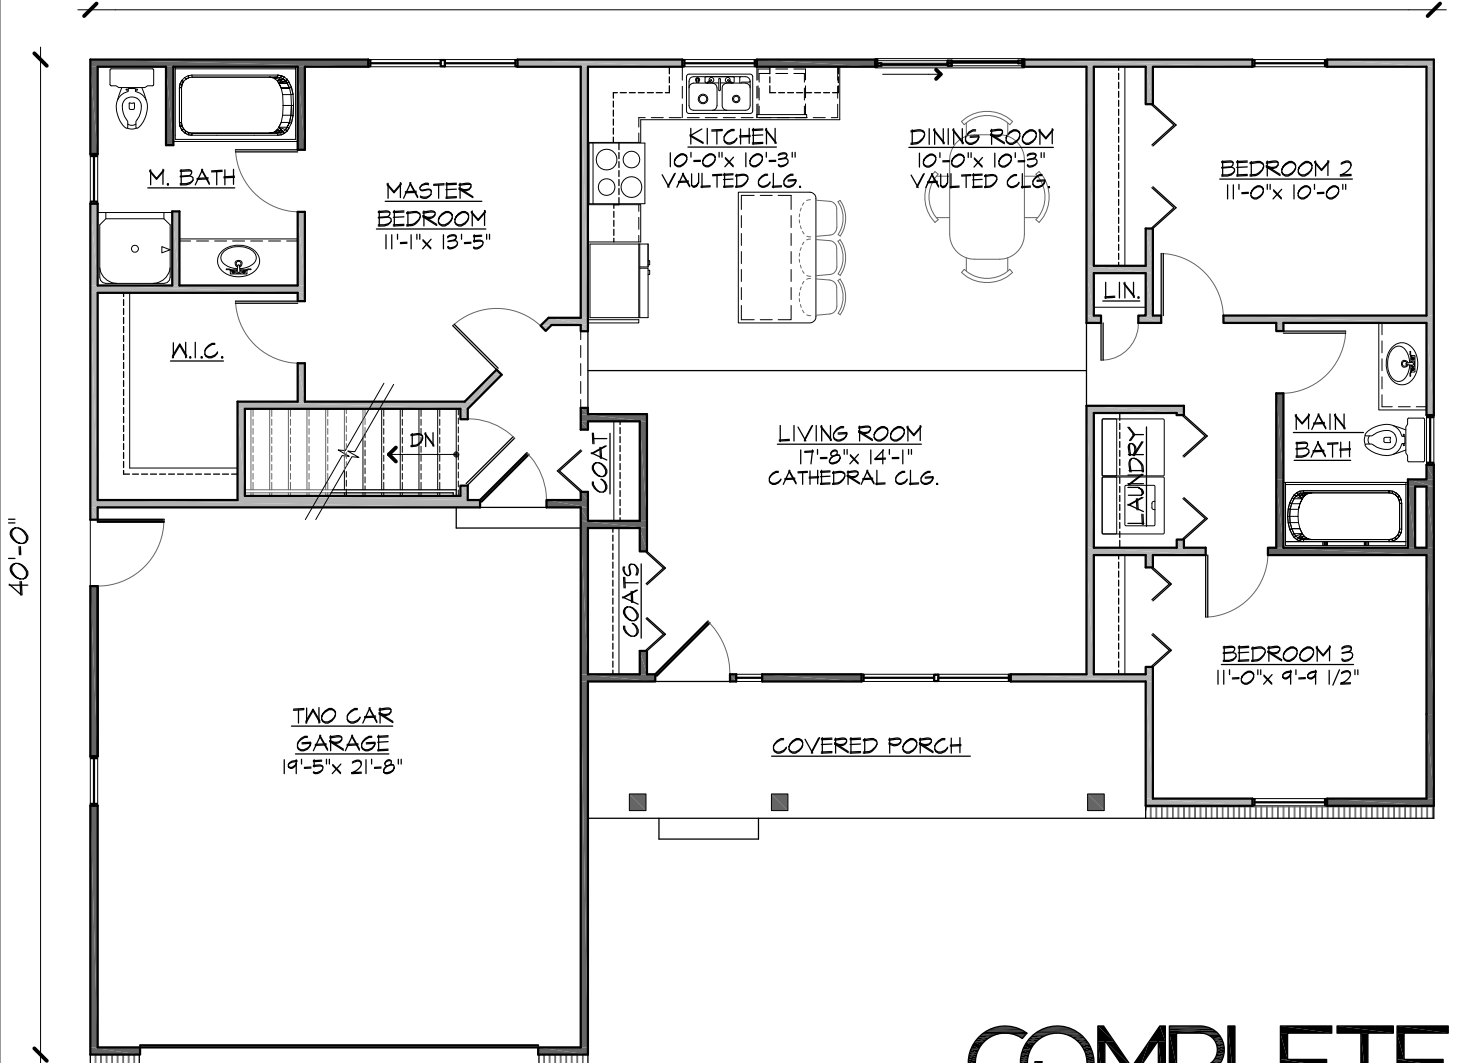 M. BATH
MASTER
BEDROOM
11'-1"x 13'-5"
KITCHEN
10'-0"x 10'-3"
VAULTED CLG.
DINING ROOM
10'-0"x 10'-3"
VAULTED CLG.
BEDROOM 2
11'-0"x 10'-0"
LIN.
W.I.C.
DN
COAT
LIVING ROOM
17'-8"x 14'-1"
CATHEDRAL CLG.
LAUNDRY
MAIN
BATH
40'-0"
COATS
BEDROOM 3
11'-0"x 9'-9 1/2"
TWO CAR
GARAGE
19'-5"x 21'-8"
COVERED PORCH
COMPLETE